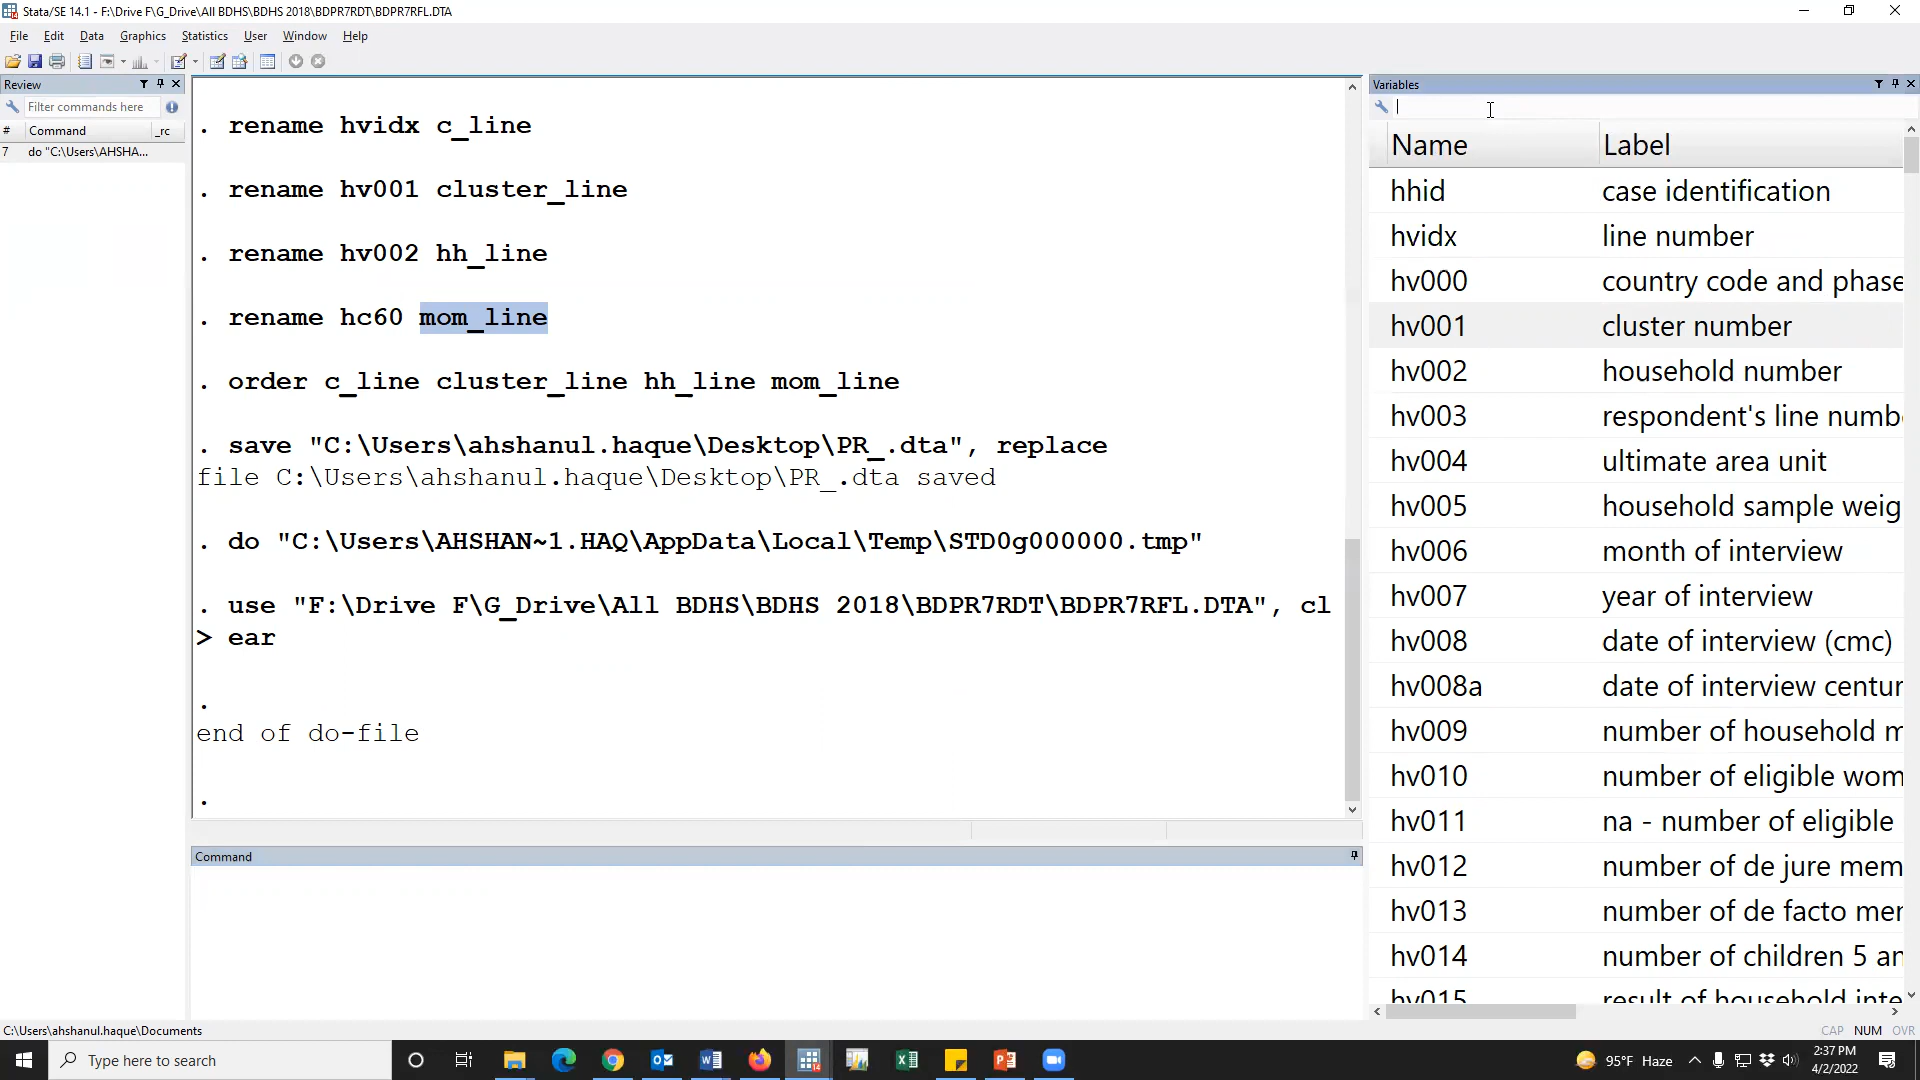 Stata/SE 14.1 - F:\Drive F\G_Drive\All BDHS\BDHS 2018\BDPR7RDT\BDPR7RFL.DTA
File Edit Data Graphics Statistics User Window Help
Review
Filter commands here
# Command _rc
7 do "C:\Users\AHSHA...
. rename hvidx c_line
. rename hv001 cluster_line
. rename hv002 hh_line
. rename hc60 mom_line
. order c_line cluster_line hh_line mom_line
. save "C:\Users\ahshanul.haque\Desktop\PR_.dta", replace
file C:\Users\ahshanul.haque\Desktop\PR_.dta saved
. do "C:\Users\AHSHAN~1.HAQ\AppData\Local\Temp\STD0g000000.tmp"
. use "F:\Drive F\G_Drive\All BDHS\BDHS 2018\BDPR7RDT\BDPR7RFL.DTA", cl
> ear
.
end of do-file
.
Command
Variables
Name Label
hhid case identification
hvidx line number
hv000 country code and phase
hv001 cluster number
hv002 household number
hv003 respondent's line numb
hv004 ultimate area unit
hv005 household sample weig
hv006 month of interview
hv007 year of interview
hv008 date of interview (cmc)
hv008a date of interview centur
hv009 number of household m
hv010 number of eligible wom
hv011 na - number of eligible
hv012 number of de jure mem
hv013 number of de facto mer
hv014 number of children 5 an
hv015 result of household inte
C:\Users\ahshanul.haque\Documents
CAP NUM OVR
Type here to search
95°F Haze
2:37 PM
4/2/2022